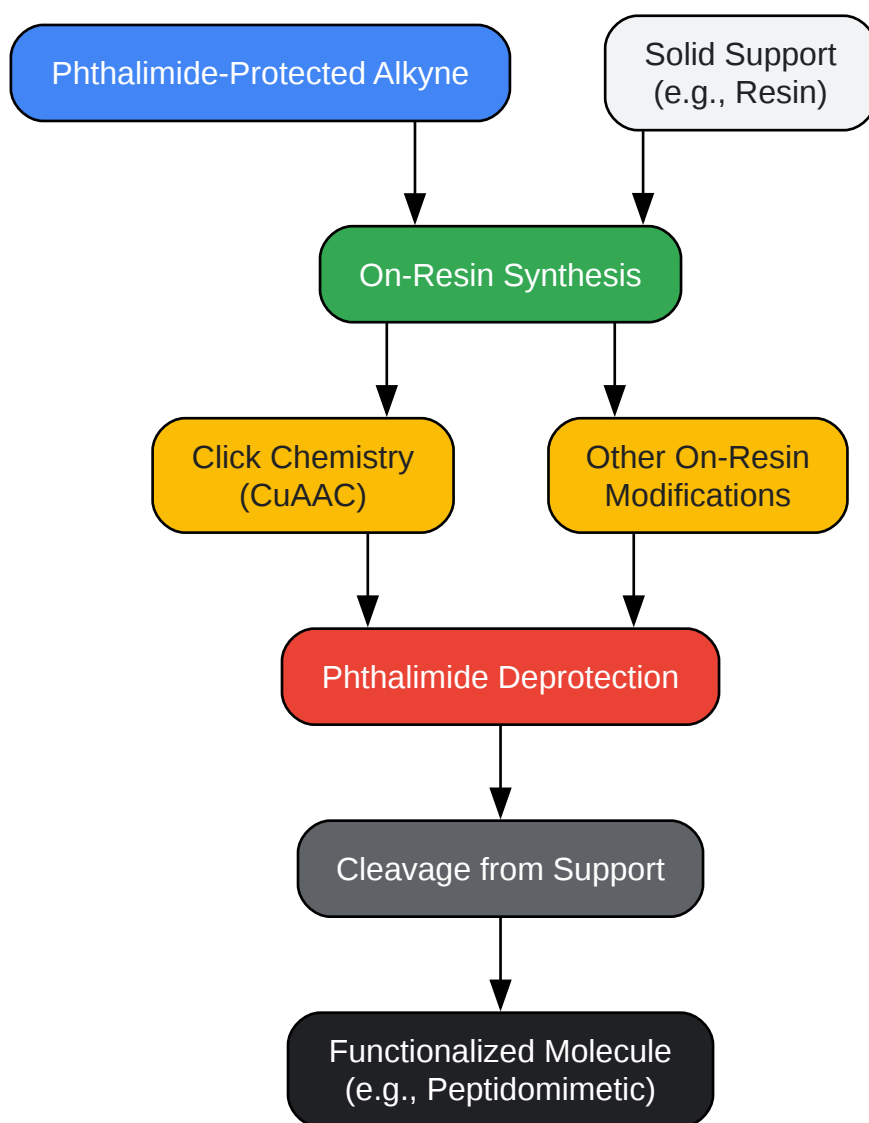 Phthalimide-Protected Alkyne
Solid Support
(e.g., Resin)
On-Resin Synthesis
Click Chemistry
(CuAAC)
Other On-Resin
Modifications
Phthalimide Deprotection
Cleavage from Support
Functionalized Molecule
(e.g., Peptidomimetic)